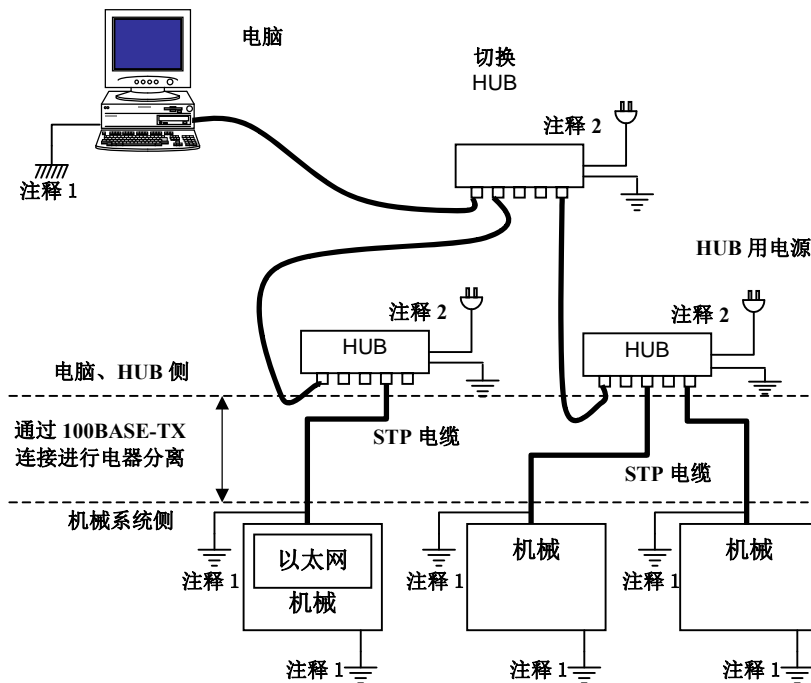 电脑
切换
HUB
注释 2
注释 1
HUB 用电源
注释 2
注释 2
HUB
HUB
电脑、HUB 侧
通过 100BASE-TX
连接进行电器分离
STP 电缆
STP 电缆
机械系统侧
以太网
机械
机械
机械
注释 1
注释 1
注释 1
注释 1
注释 1
注释 1